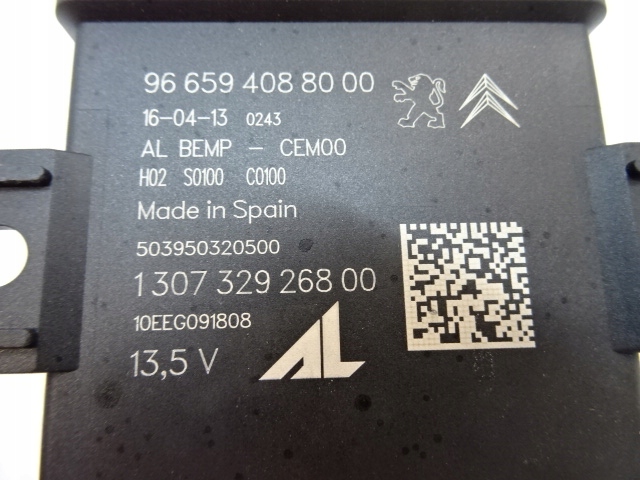 96 659 408 80 00
16-04-13 0243
AL BEMP - CEM00
H02 S0100 C0100
Made in Spain
503950320500
1 307 329 268 00
10EEG091808
13,5 V
AL